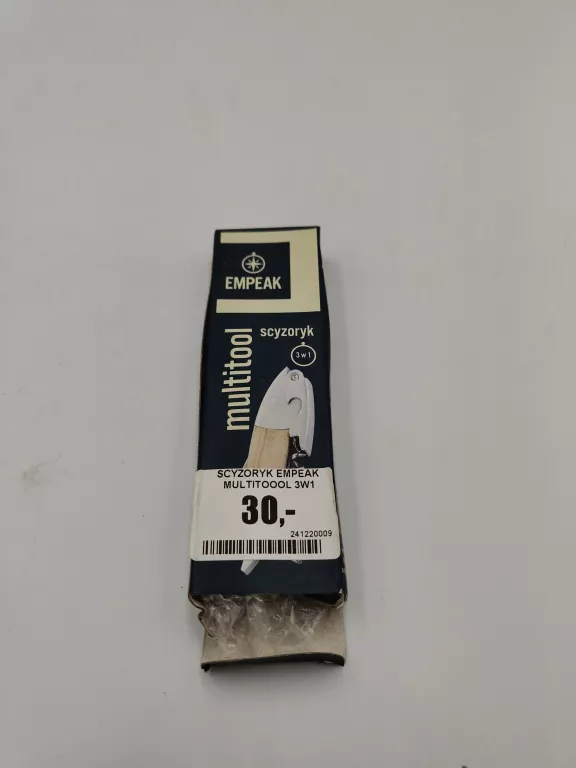 EMPEAK
multitool
scyzoryk
3 w 1
SCYZORYK EMPEAK
MULTITOOOL 3W1
30,-
241220009